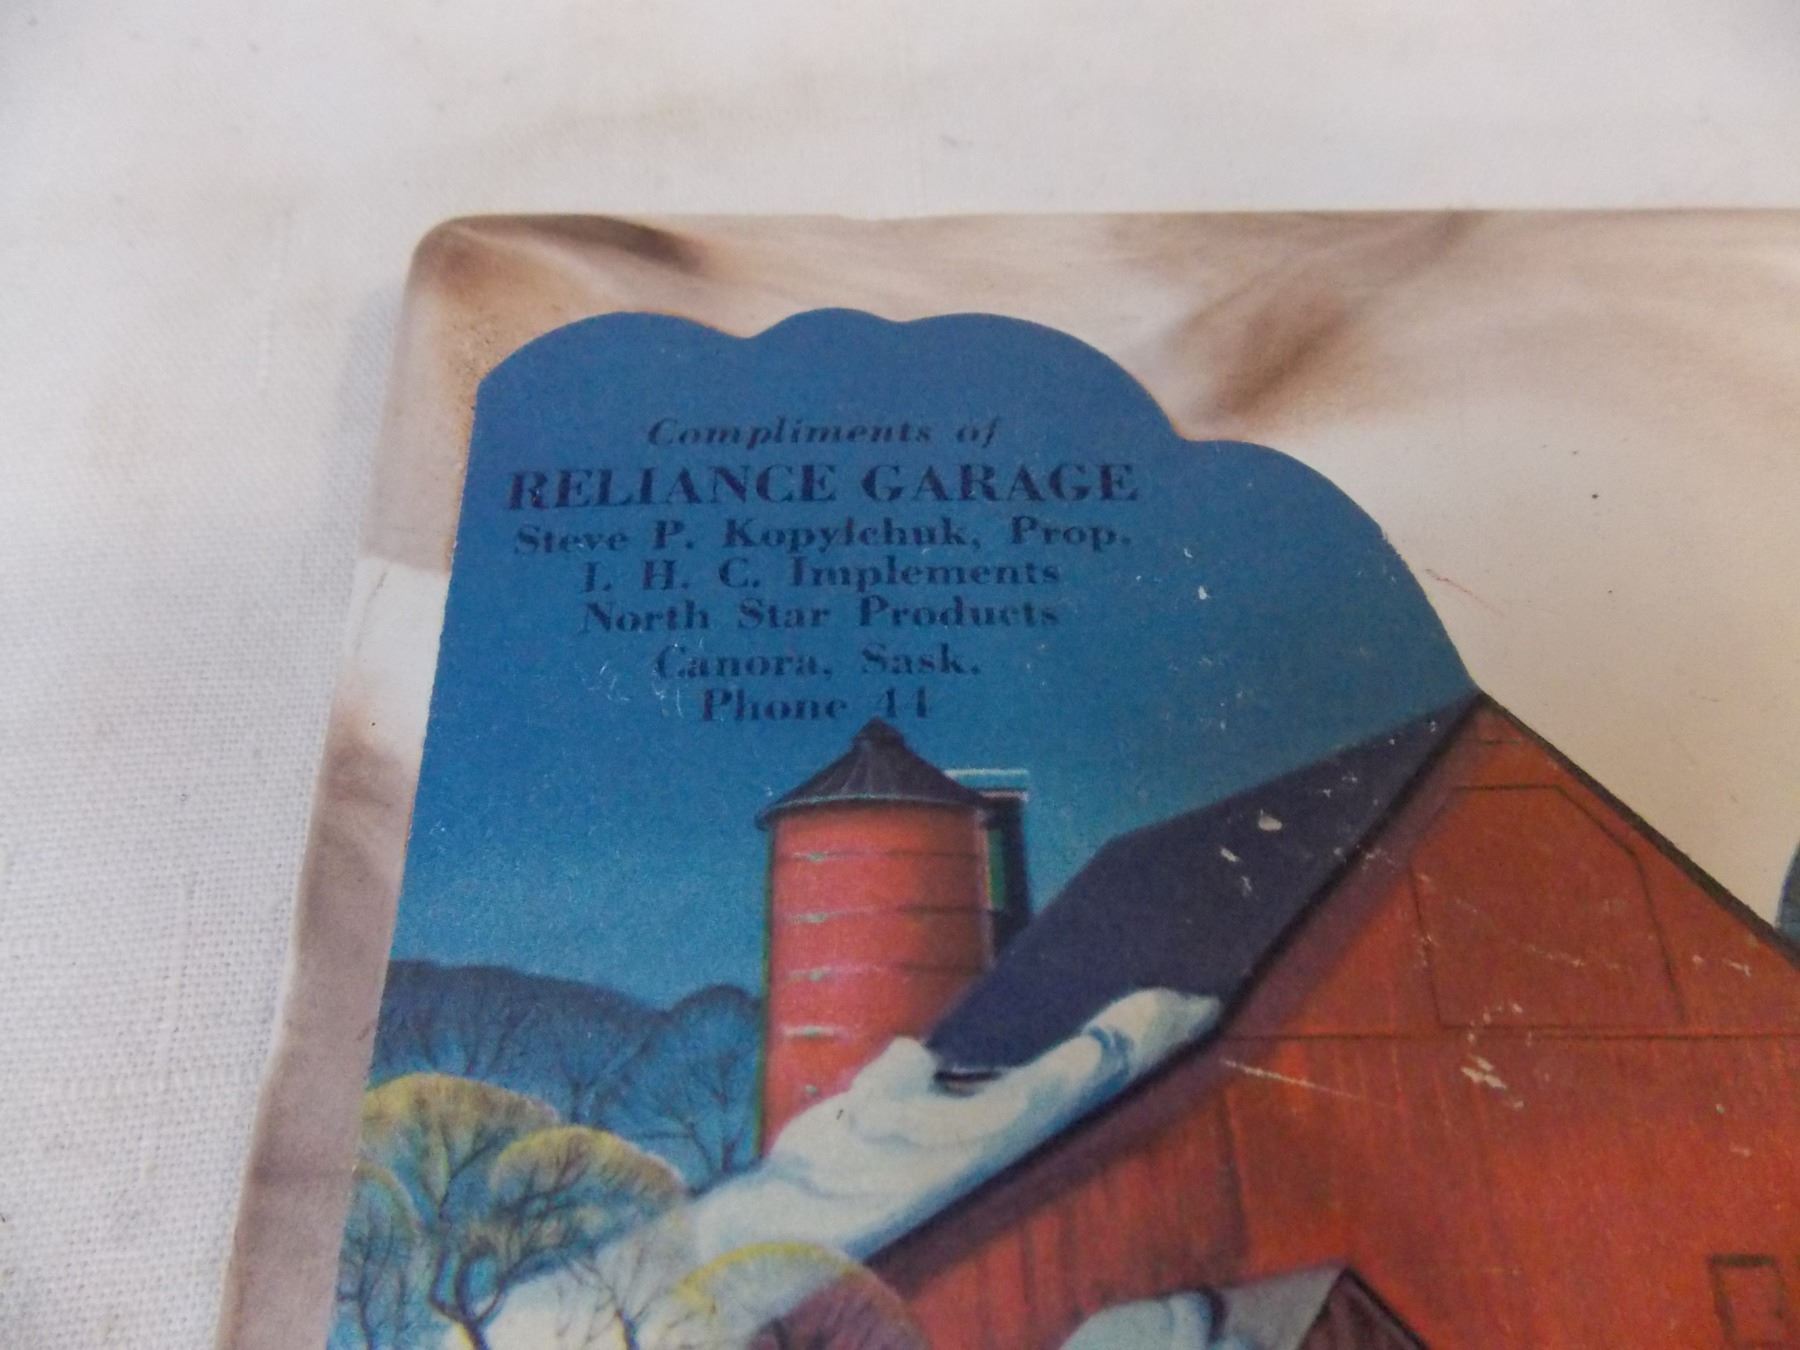 Compliments of
RELIANCE GARAGE
Steve P. Kopylchuk, Prop.
I. H. C. Implements
North Star Products
Canora, Sask.
Phone 44